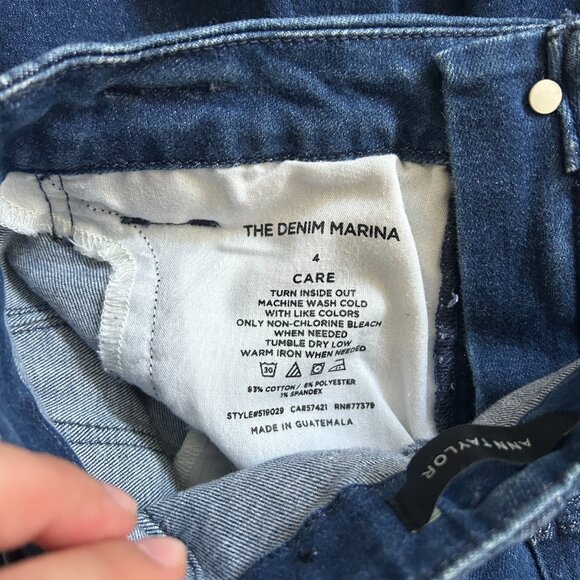 THE DENIM MARINA
4
CARE
TURN INSIDE OUT
MACHINE WASH COLD
WITH LIKE COLORS
ONLY NON-CHLORINE BLEACH
WHEN NEEDED
TUMBLE DRY LOW
WARM IRON WHEN NEEDED
30
93% COTTON / 6% POLYESTER
1% SPANDEX
STYLE#519029 CA#57421 RN#77379
MADE IN GUATEMALA
ANN TAYLOR